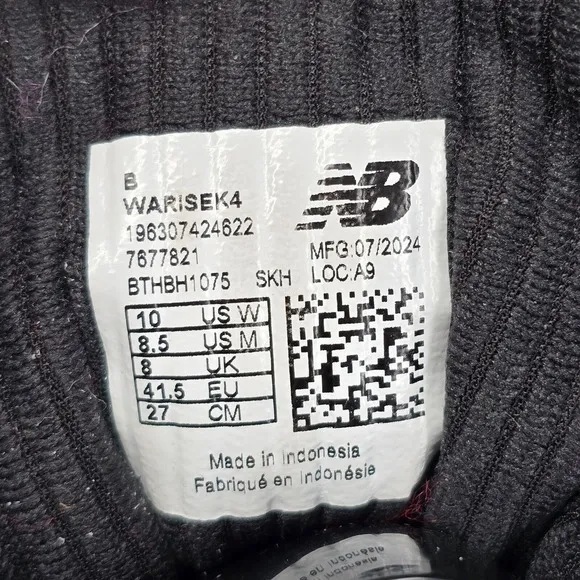 B
WARISEK4
196307424622
7677821
BTHBH1075 SKH
NB
MFG:07/2024
LOC:A9
10 US W
8.5 US M
8 UK
41.5 EU
27 CM
Made in Indonesia
Fabriqué en Indonésie